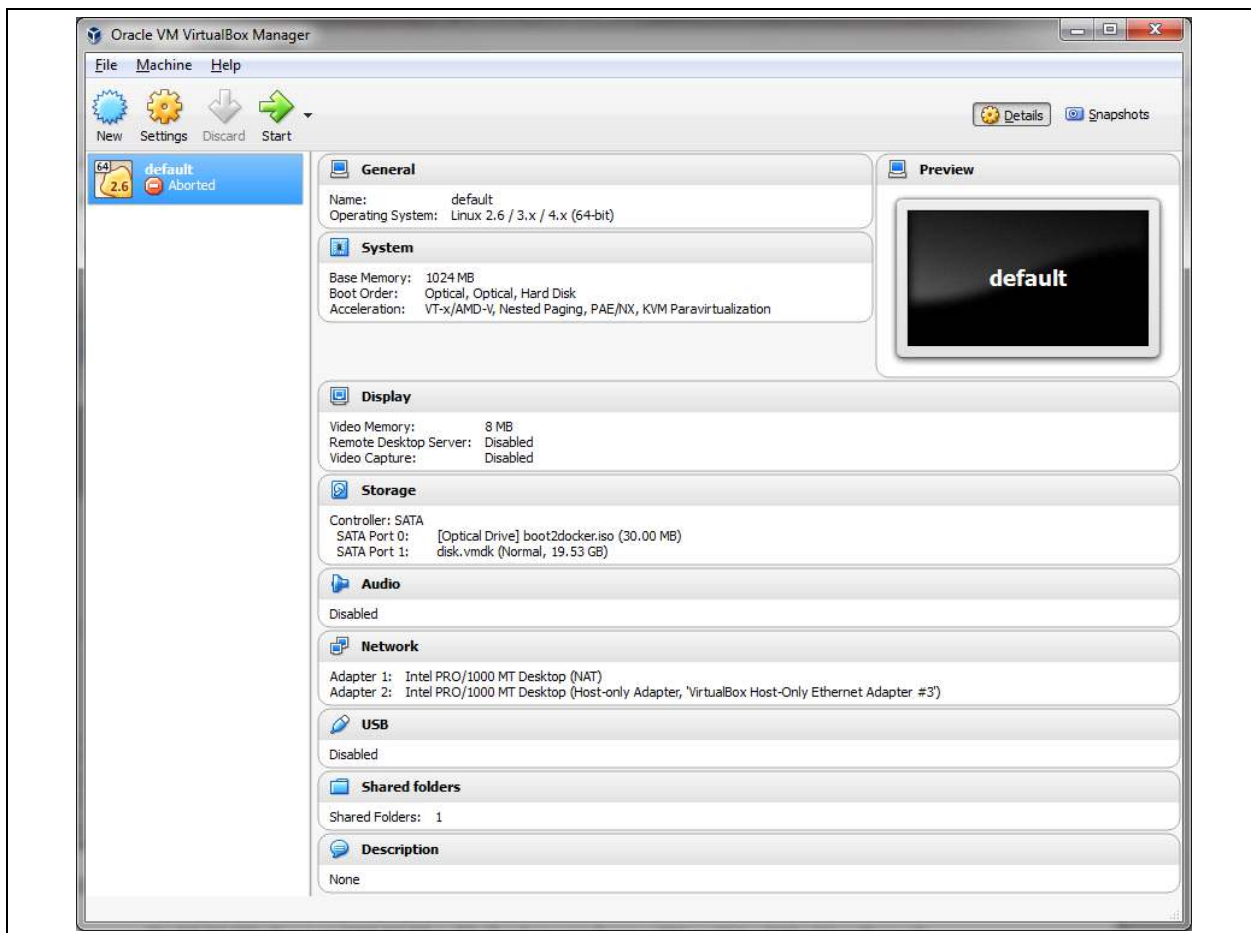 Oracle VM VirtualBox Manager
File Machine Help
New Settings Discard Start
Details Snapshots
64
2.6
default
Aborted
General
Name: default
Operating System: Linux 2.6 / 3.x / 4.x (64-bit)
System
Base Memory: 1024 MB
Boot Order: Optical, Optical, Hard Disk
Acceleration: VT-x/AMD-V, Nested Paging, PAE/NX, KVM Paravirtualization
Preview
default
Display
Video Memory: 8 MB
Remote Desktop Server: Disabled
Video Capture: Disabled
Storage
Controller: SATA
SATA Port 0: [Optical Drive] boot2docker.iso (30.00 MB)
SATA Port 1: disk.vmdk (Normal, 19.53 GB)
Audio
Disabled
Network
Adapter 1: Intel PRO/1000 MT Desktop (NAT)
Adapter 2: Intel PRO/1000 MT Desktop (Host-only Adapter, 'VirtualBox Host-Only Ethernet Adapter #3')
USB
Disabled
Shared folders
Shared Folders: 1
Description
None